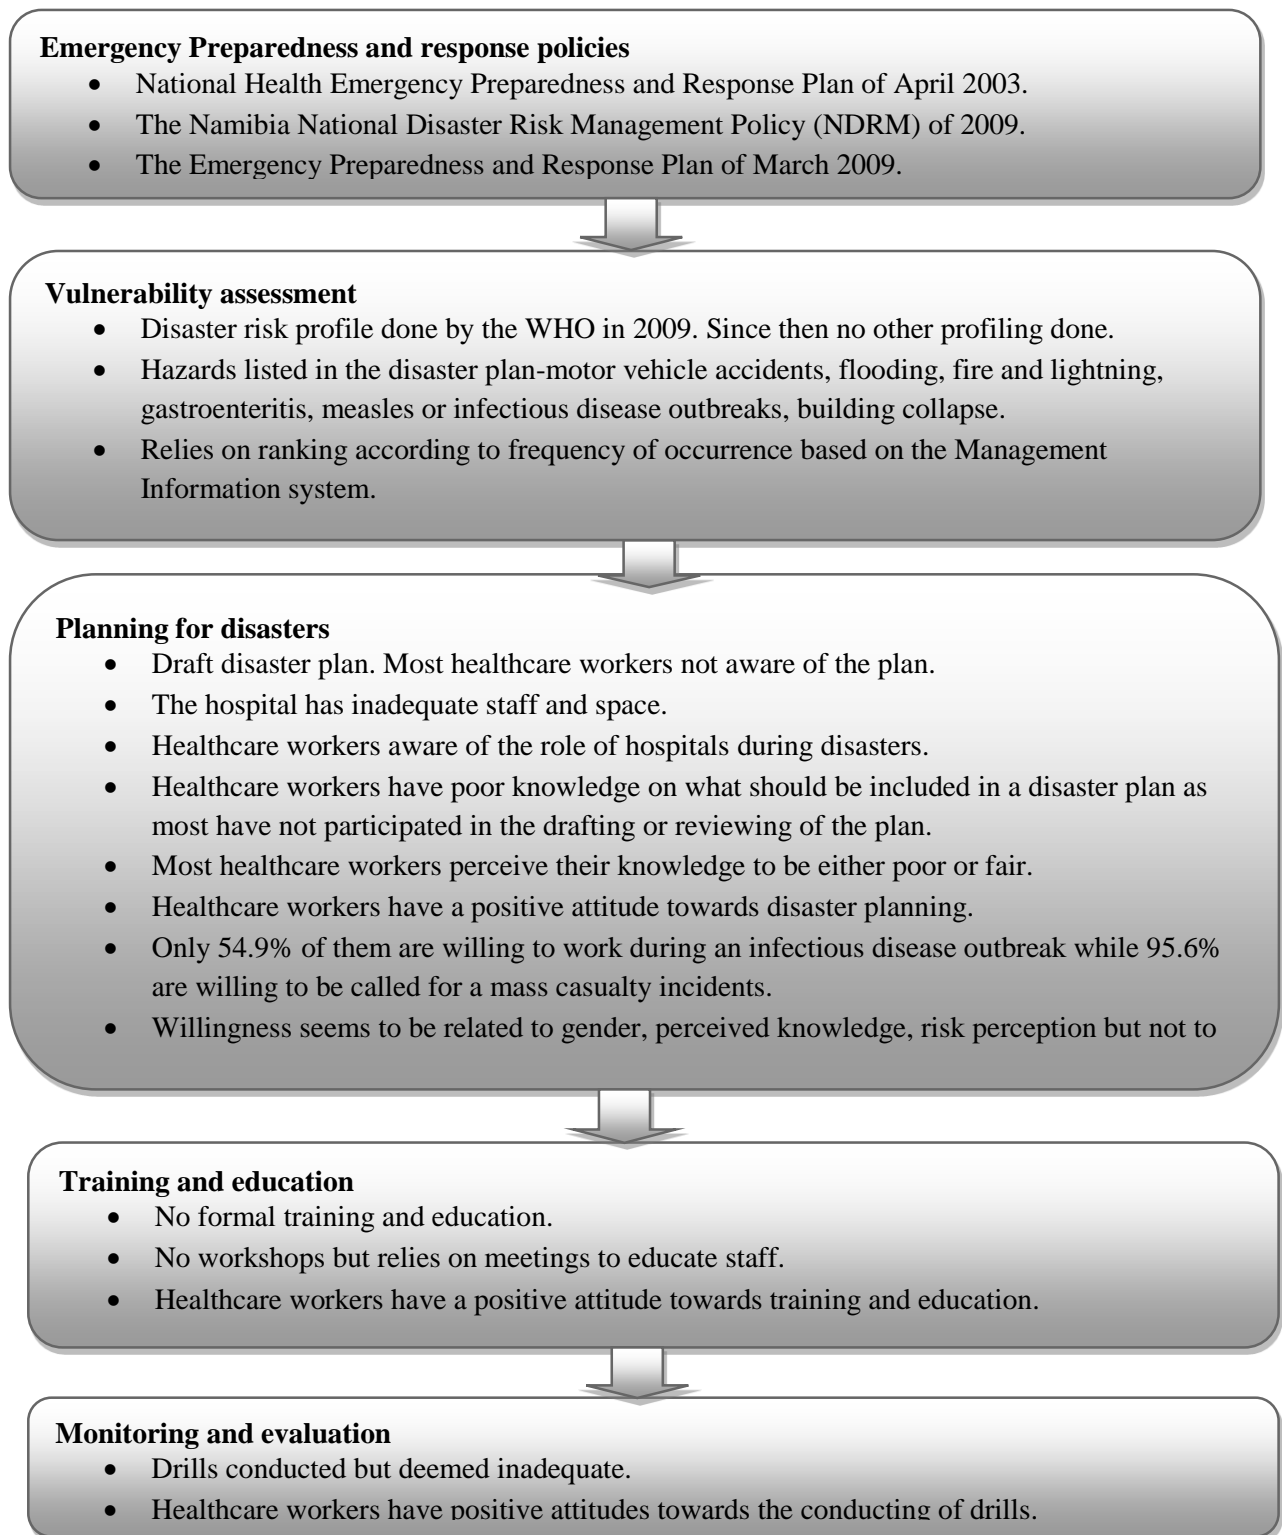 Emergency Preparedness and response policies
• National Health Emergency Preparedness and Response Plan of April 2003.
• The Namibia National Disaster Risk Management Policy (NDRM) of 2009.
• The Emergency Preparedness and Response Plan of March 2009.
Vulnerability assessment
• Disaster risk profile done by the WHO in 2009. Since then no other profiling done.
• Hazards listed in the disaster plan-motor vehicle accidents, flooding, fire and lightning,
gastroenteritis, measles or infectious disease outbreaks, building collapse.
• Relies on ranking according to frequency of occurrence based on the Management
Information system.
Planning for disasters
• Draft disaster plan. Most healthcare workers not aware of the plan.
• The hospital has inadequate staff and space.
• Healthcare workers aware of the role of hospitals during disasters.
• Healthcare workers have poor knowledge on what should be included in a disaster plan as
most have not participated in the drafting or reviewing of the plan.
• Most healthcare workers perceive their knowledge to be either poor or fair.
• Healthcare workers have a positive attitude towards disaster planning.
• Only 54.9% of them are willing to work during an infectious disease outbreak while 95.6%
are willing to be called for a mass casualty incidents.
• Willingness seems to be related to gender, perceived knowledge, risk perception but not to
Training and education
• No formal training and education.
• No workshops but relies on meetings to educate staff.
• Healthcare workers have a positive attitude towards training and education.
Monitoring and evaluation
• Drills conducted but deemed inadequate.
• Healthcare workers have positive attitudes towards the conducting of drills.